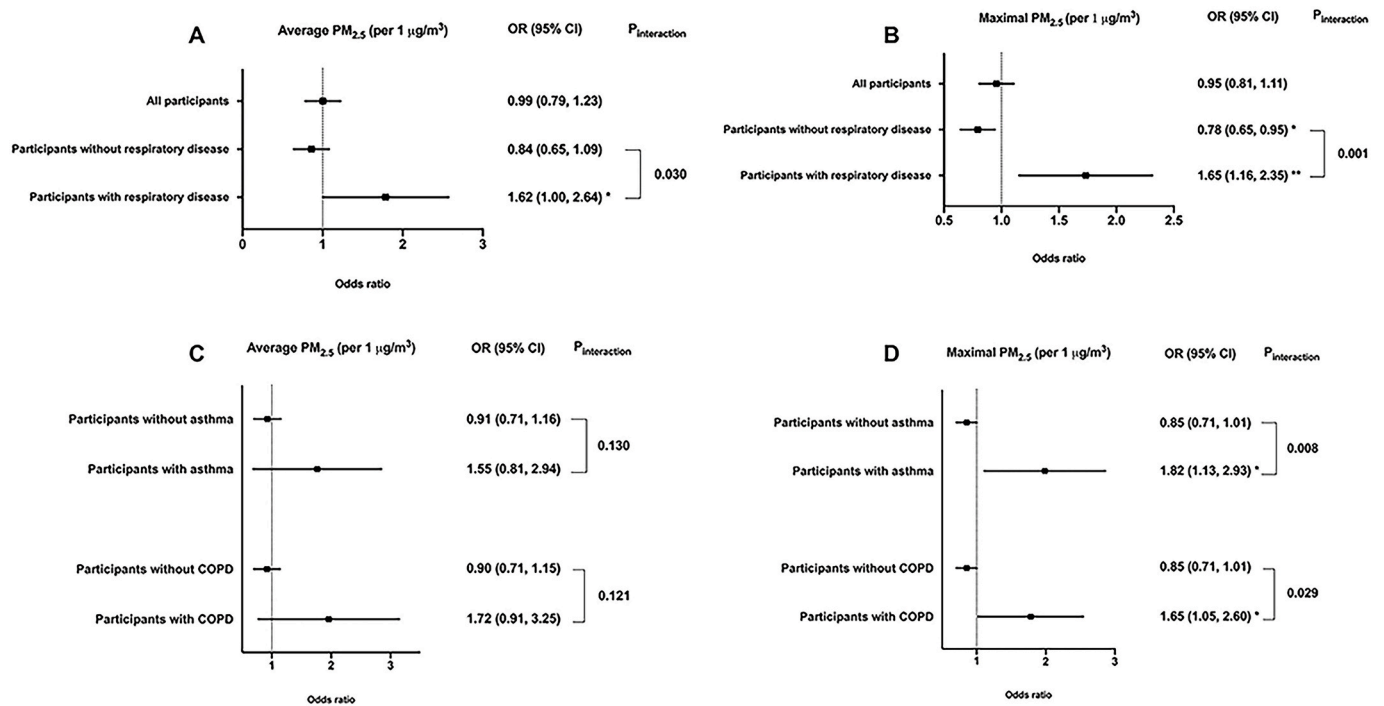 A
Average PM2.5 (per 1 μg/m3) OR (95% CI) Pinteraction
All participants 0.99 (0.79, 1.23)
Participants without respiratory disease 0.84 (0.65, 1.09)
0.030
Participants with respiratory disease 1.62 (1.00, 2.64) *
0 1 2 3
Odds ratio
B
Maximal PM2.5 (per 1 μg/m3) OR (95% CI) Pinteraction
All participants 0.95 (0.81, 1.11)
Participants without respiratory disease 0.78 (0.65, 0.95) *
0.001
Participants with respiratory disease 1.65 (1.16, 2.35) **
0.5 1.0 1.5 2.0 2.5
Odds ratio
C
Average PM2.5 (per 1 μg/m3) OR (95% CI) Pinteraction
Participants without asthma 0.91 (0.71, 1.16)
0.130
Participants with asthma 1.55 (0.81, 2.94)
Participants without COPD 0.90 (0.71, 1.15)
0.121
Participants with COPD 1.72 (0.91, 3.25)
1 2 3
Odds ratio
D
Maximal PM2.5 (per 1 μg/m3) OR (95% CI) Pinteraction
Participants without asthma 0.85 (0.71, 1.01)
0.008
Participants with asthma 1.82 (1.13, 2.93) *
Participants without COPD 0.85 (0.71, 1.01)
0.029
Participants with COPD 1.65 (1.05, 2.60) *
1 2 3
Odds ratio